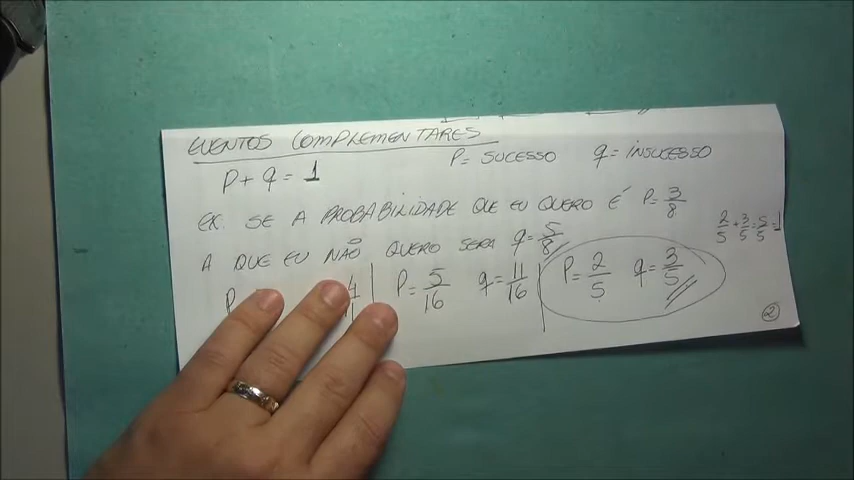 EVENTOS COMPLEMENTARES
P + q = 1
P = SUCESSO q = INSUCESSO
EX. SE A PROBABILIDADE QUE EU QUERO É P = 3/8
A QUE EU NÃO QUERO SERÁ q = 5/8
2/5 + 3/5 = 5/5 = 1
P 4 P = 5/16 q = 11/16 P = 2/5 q = 3/5
2